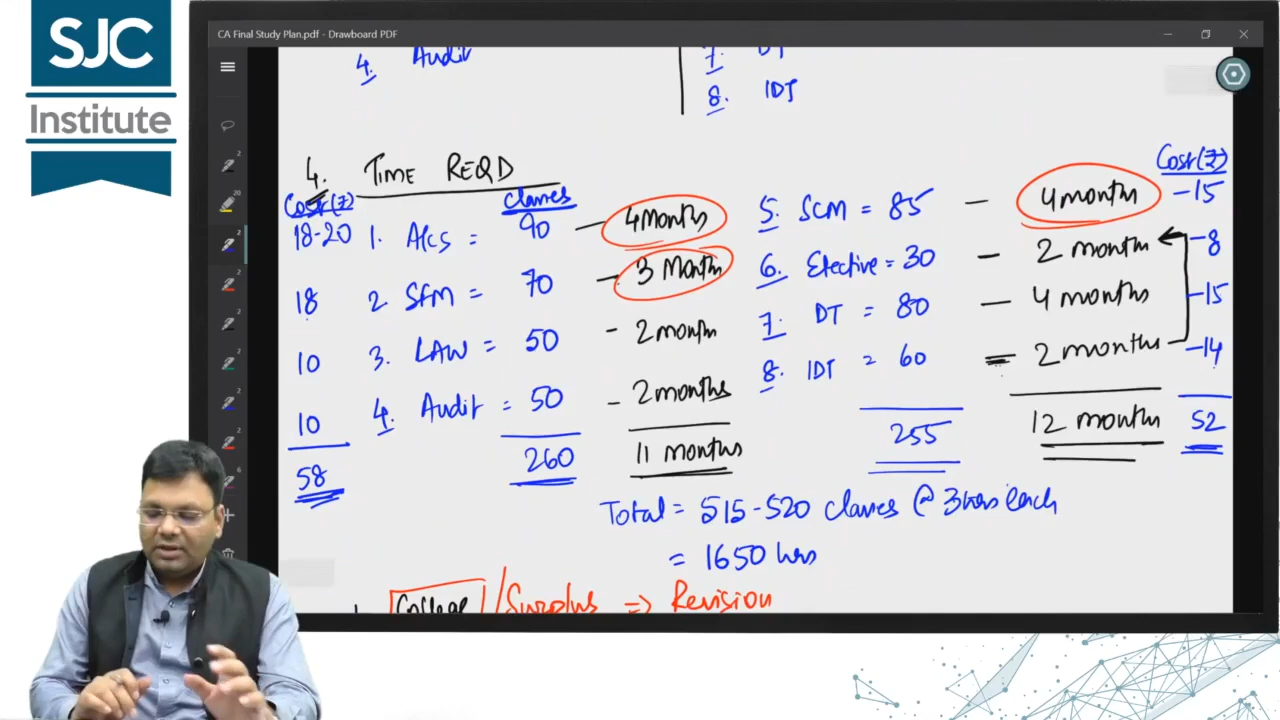 SJC
Institute
CA Final Study Plan.pdf - Drawboard PDF
4. Audit
7. DT
8. IDT
4. TIME REQD
Cost(₹) Classes
18-20 1. A/cs = 90 - 4 Months
18 2 SFM = 70 - 3 Month
10 3. LAW = 50 - 2 month
10 4. Audit = 50 - 2 months
58 260 11 months
Cost(₹)
5. SCM = 85 - 4 months -15
6. Elective = 30 - 2 months -8
7. DT = 80 - 4 months -15
8. IDT = 60 = 2 months -14
255 12 months 52
Total = 515-520 classes @ 3 hrs each
= 1650 hrs
College / Surplus => Revision